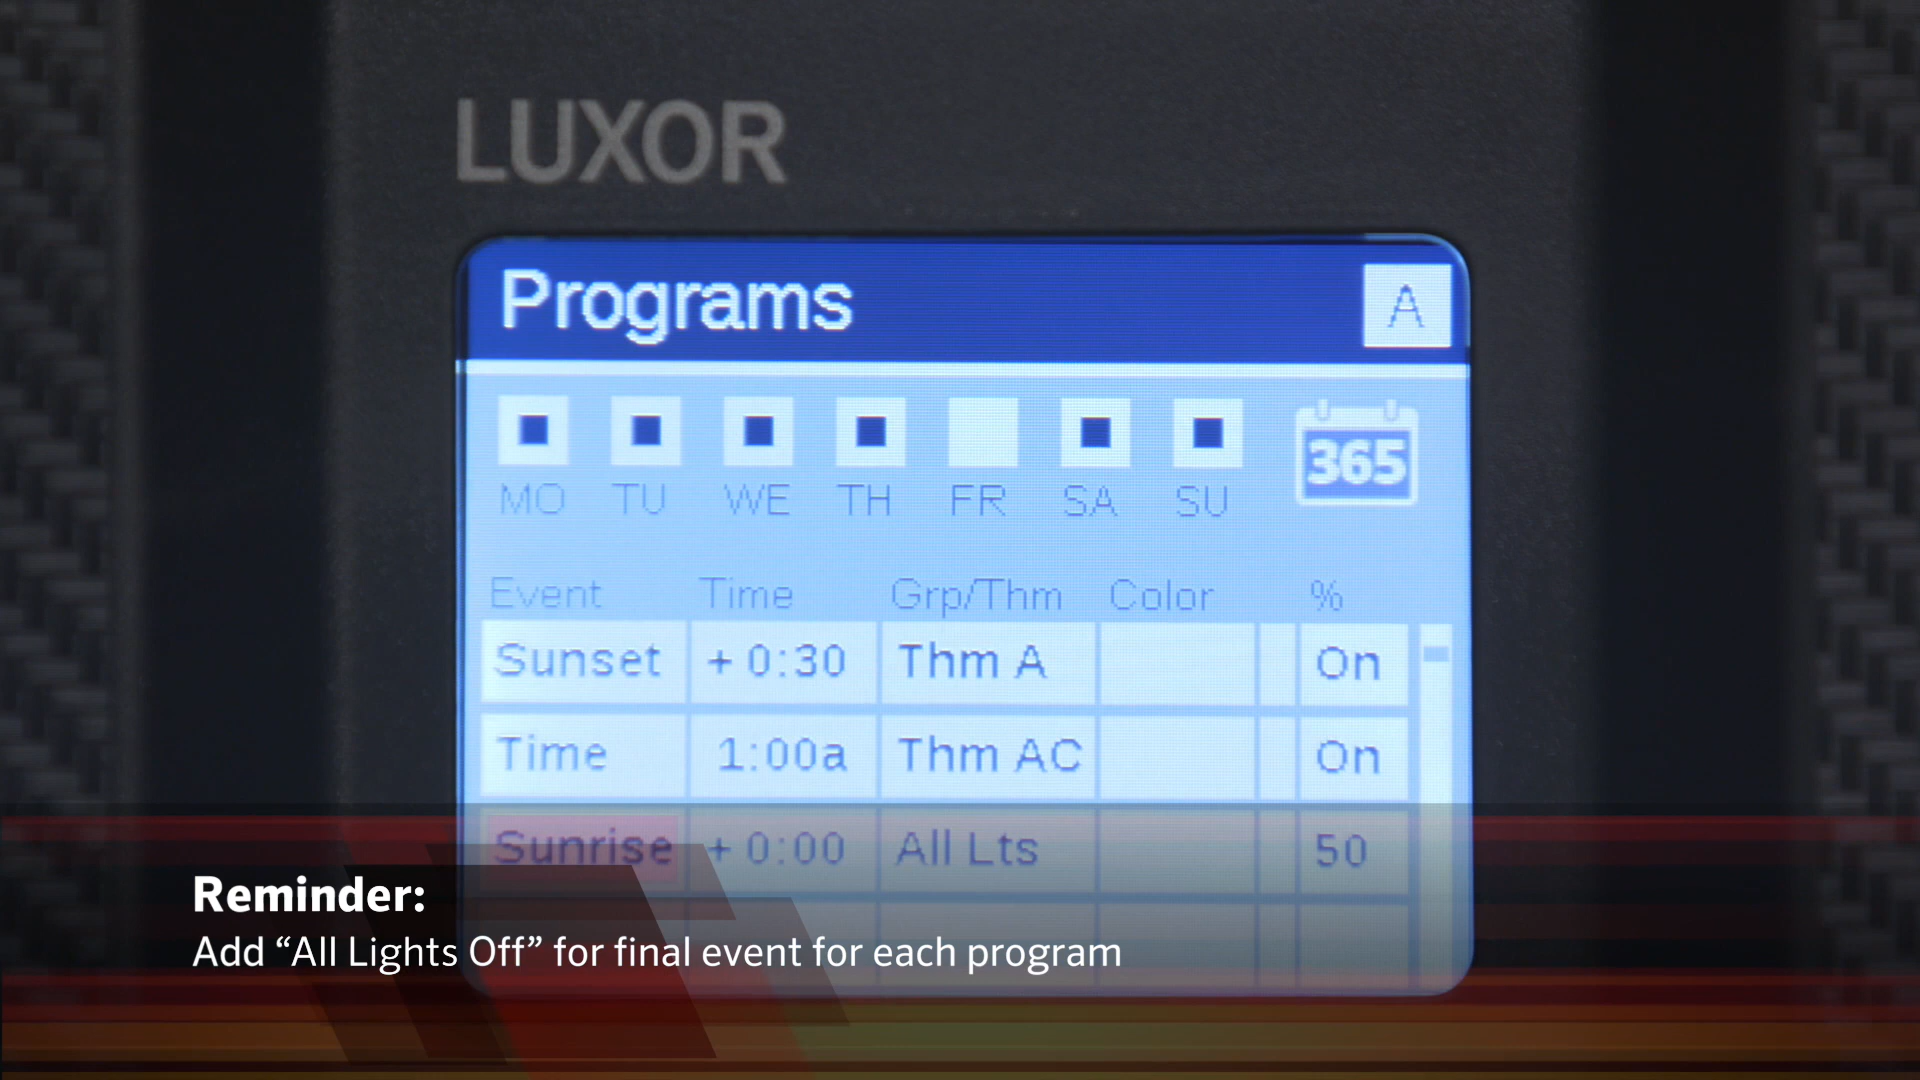 LUXOR
Programs A
365
MO TU WE TH FR SA SU
Event Time Grp/Thm Color %
Sunset + 0:30 Thm A On
Time 1:00a Thm AC On
Sunrise + 0:00 All Lts 50
Reminder:
Add “All Lights Off” for final event for each program